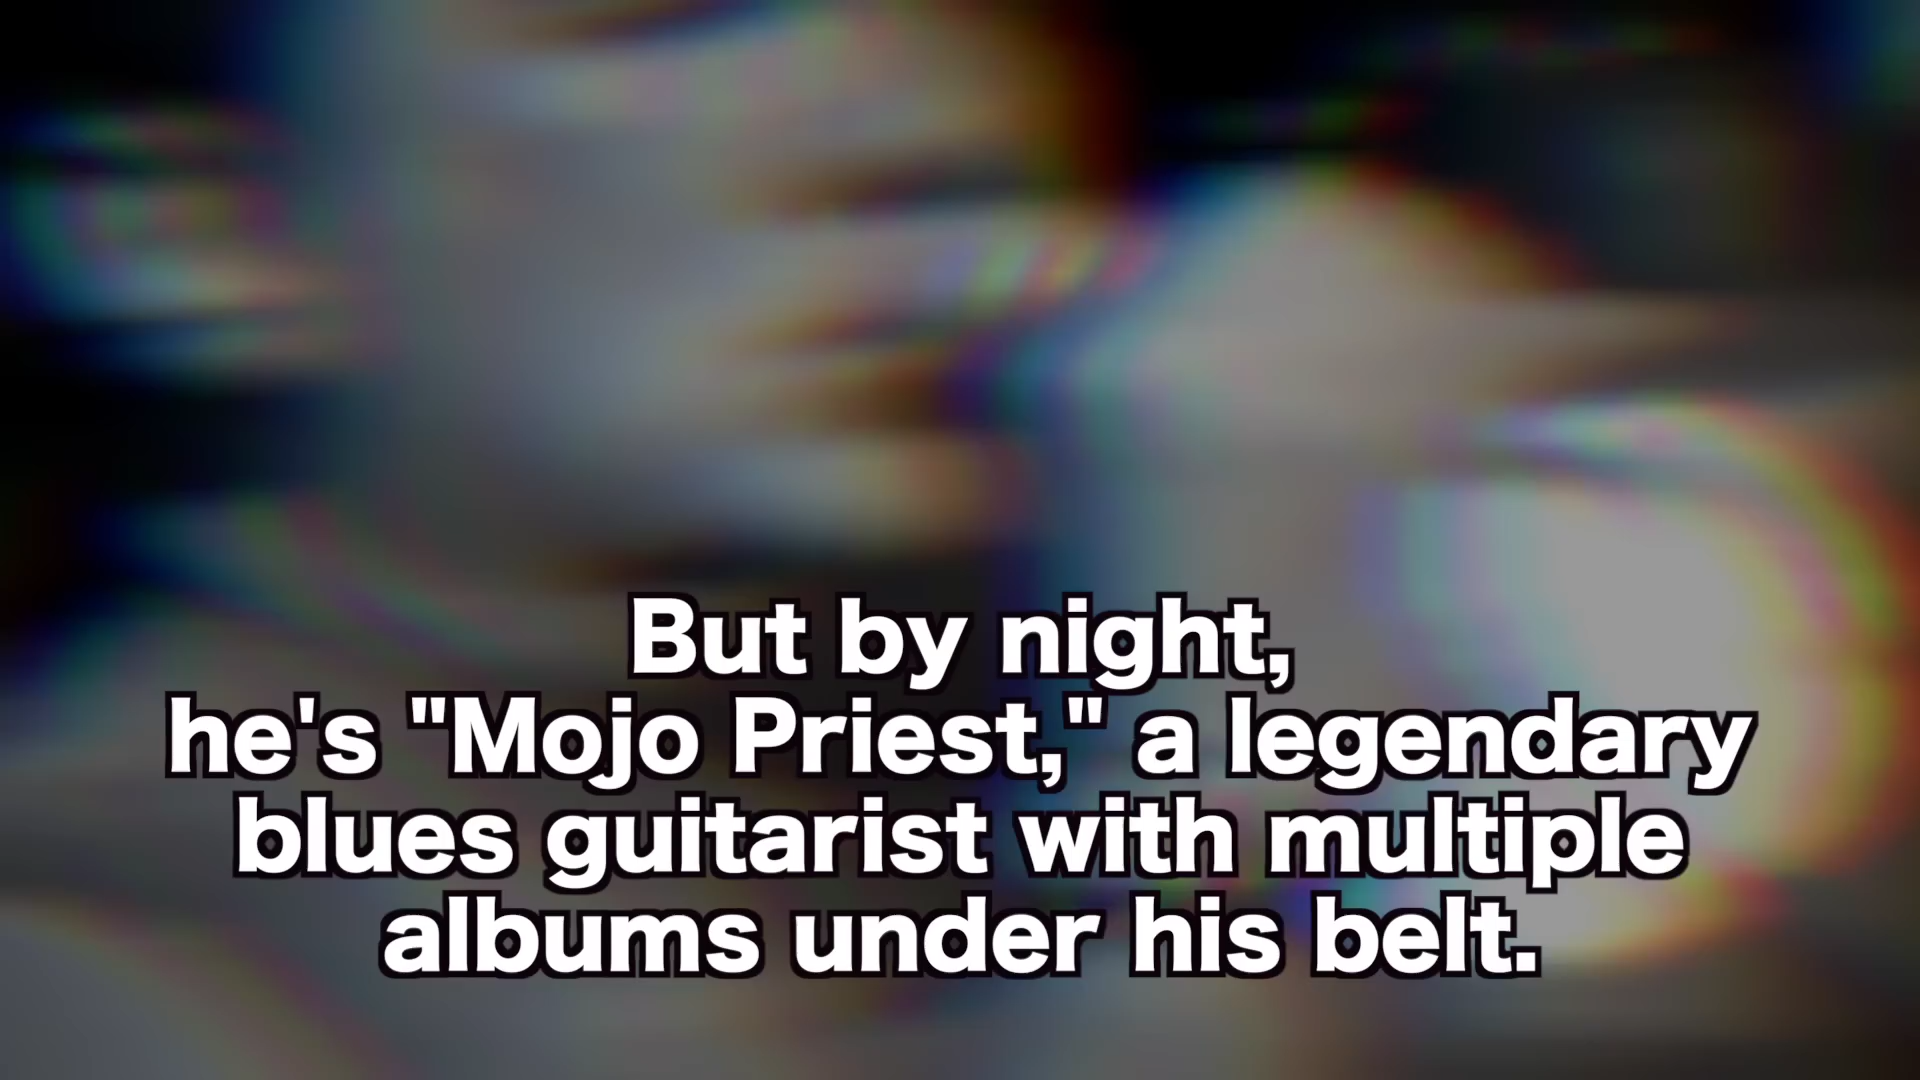 But by night,
he's "Mojo Priest," a legendary
blues guitarist with multiple
albums under his belt.